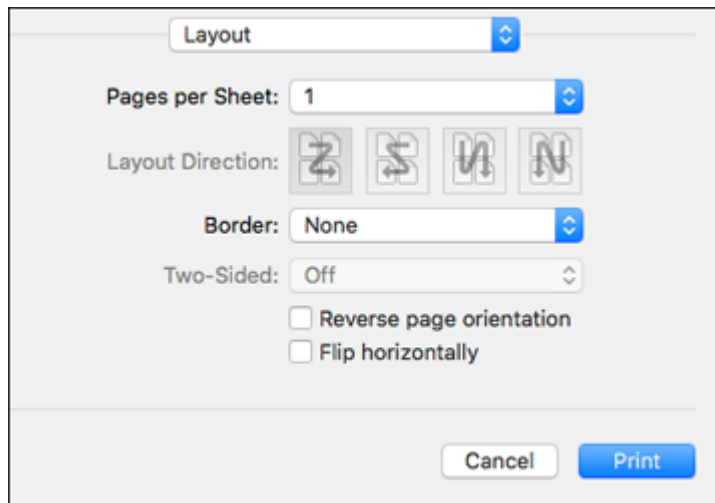 Layout
Pages per Sheet: 1
Layout Direction:
Border: None
Two-Sided: Off
Reverse page orientation
Flip horizontally
Cancel Print